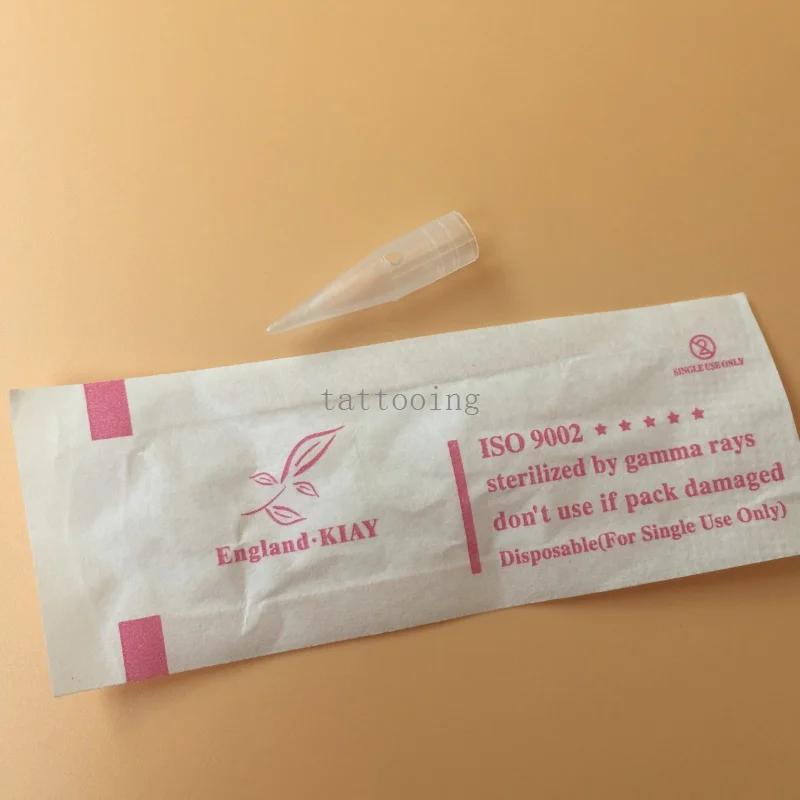 SINGLE USE ONLY
tattooing
ISO 9002 ★ ★ ★ ★ ★
sterilized by gamma rays
don't use if pack damaged
Disposable(For Single Use Only)
England·KIAY